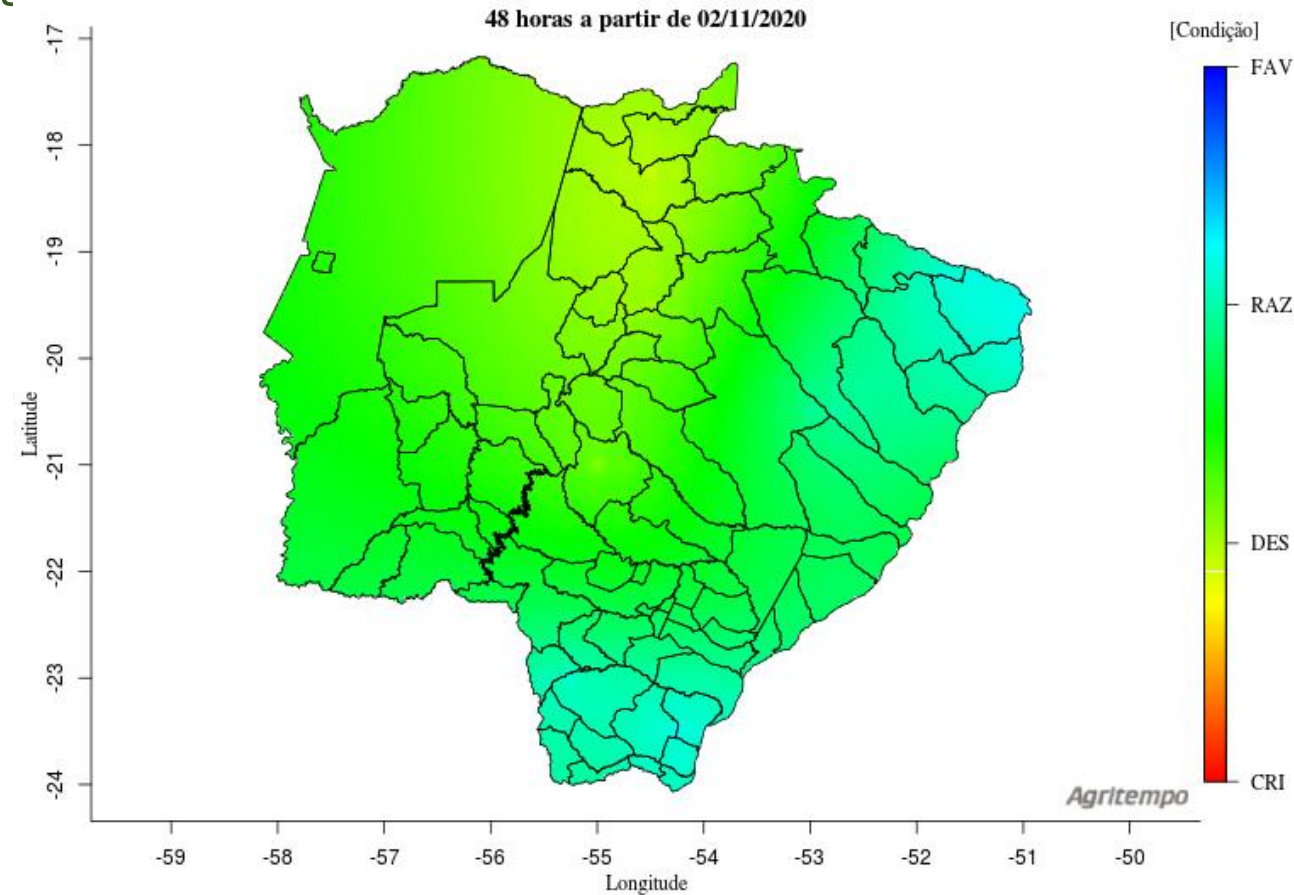 48 horas a partir de 02/11/2020
[Condição]
FAV
RAZ
DES
CRI
-17
-18
-19
-20
-21
-22
-23
-24
Latitude
Agritempo
-59 -58 -57 -56 -55 -54 -53 -52 -51 -50
Longitude